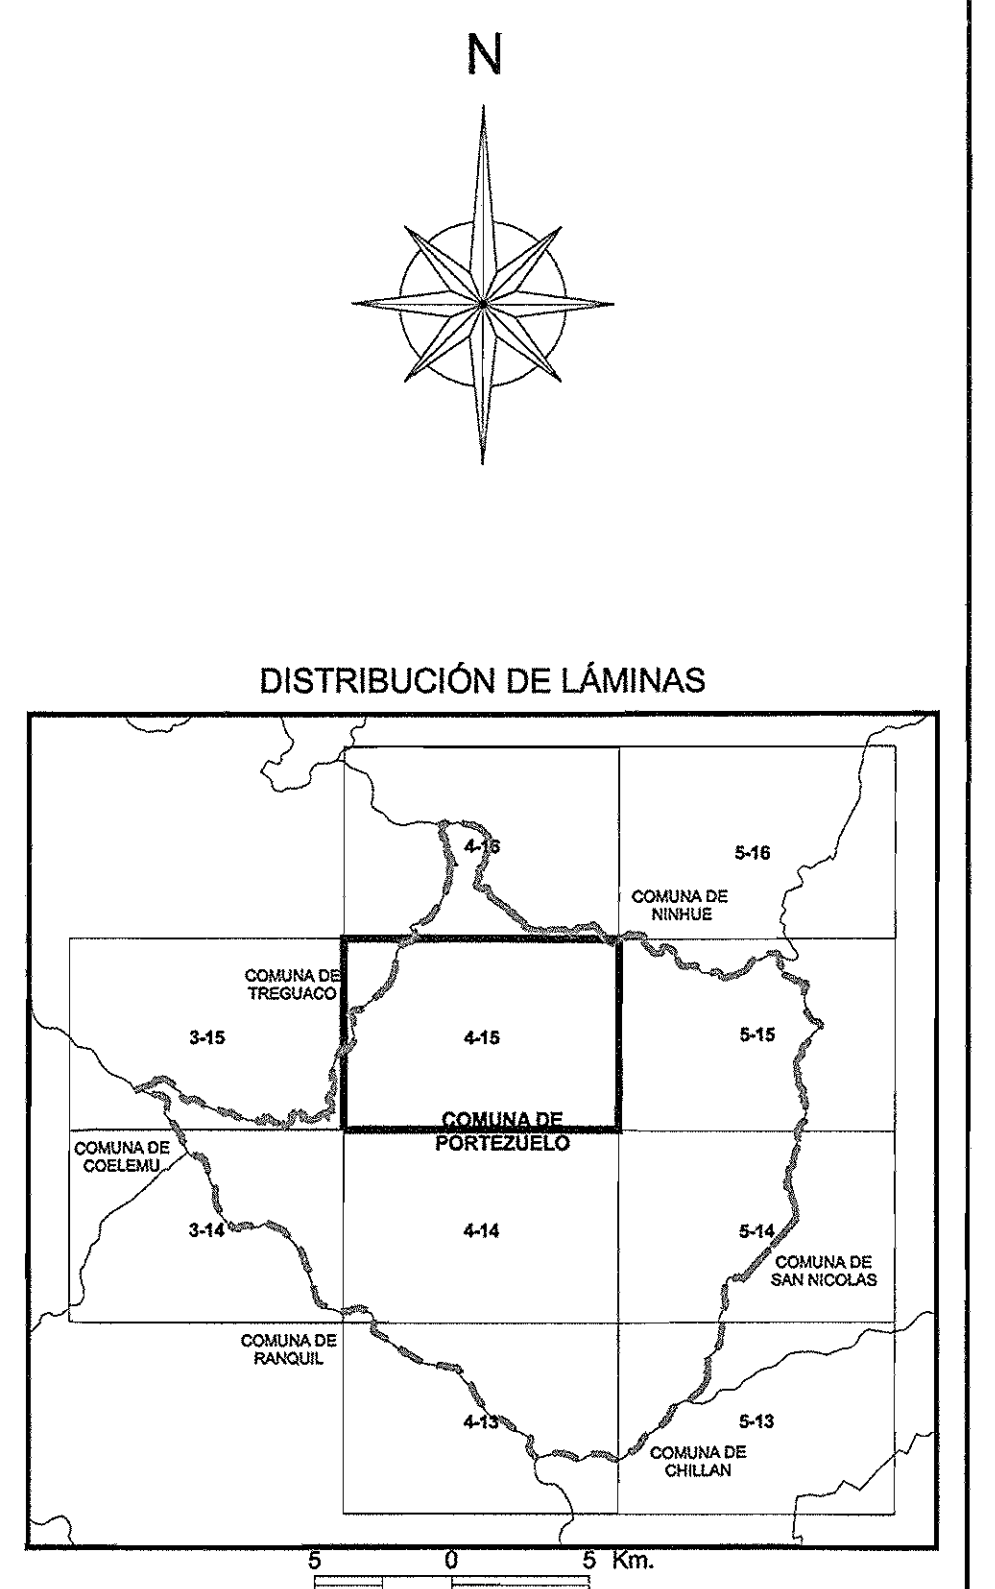 N
DISTRIBUCIÓN DE LÁMINAS
4-16
5-16
COMUNA DE
NINHUE
COMUNA DE
TREGUACO
3-15
4-15
5-15
COMUNA DE
PORTEZUELO
COMUNA DE
COELEMU
3-14
4-14
5-14
COMUNA DE
SAN NICOLAS
COMUNA DE
RANQUIL
4-13
5-13
COMUNA DE
CHILLAN
5 0 5 Km.